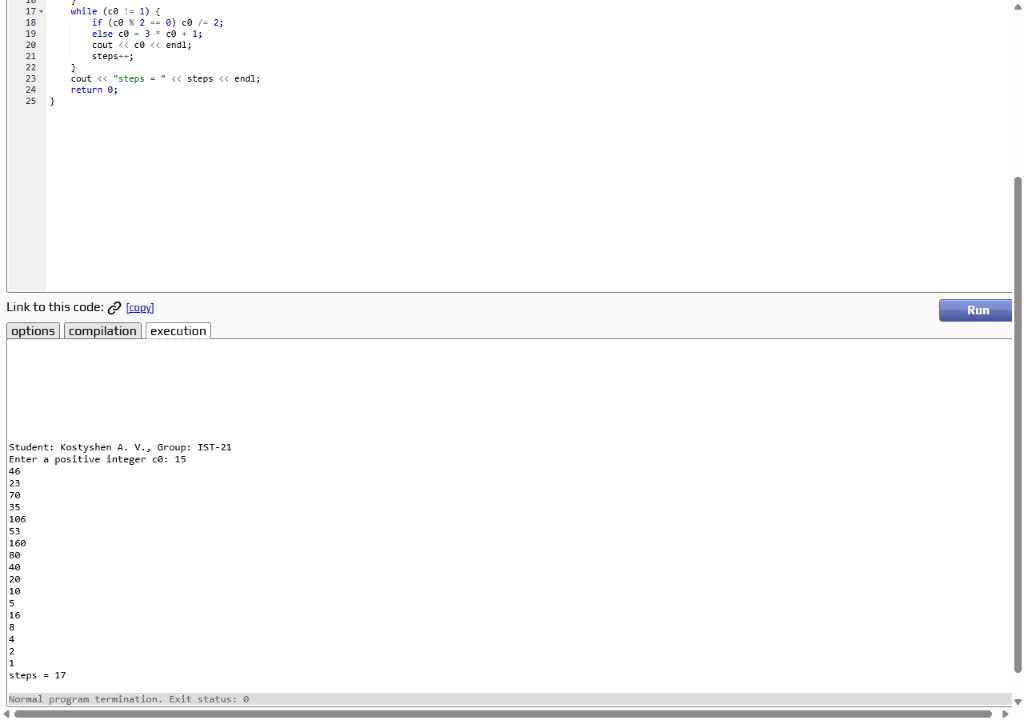 16 }
17 while (c0 != 1) {
18 if (c0 % 2 == 0) c0 /= 2;
19 else c0 = 3 * c0 + 1;
20 cout << c0 << endl;
21 steps++;
22 }
23 cout << "steps = " << steps << endl;
24 return 0;
25 }
Link to this code: [copy]
Run
options compilation execution
Student: Kostyshen A. V., Group: IST-21
Enter a positive integer c0: 15
46
23
70
35
106
53
160
80
40
20
10
5
16
8
4
2
1
steps = 17
Normal program termination. Exit status: 0